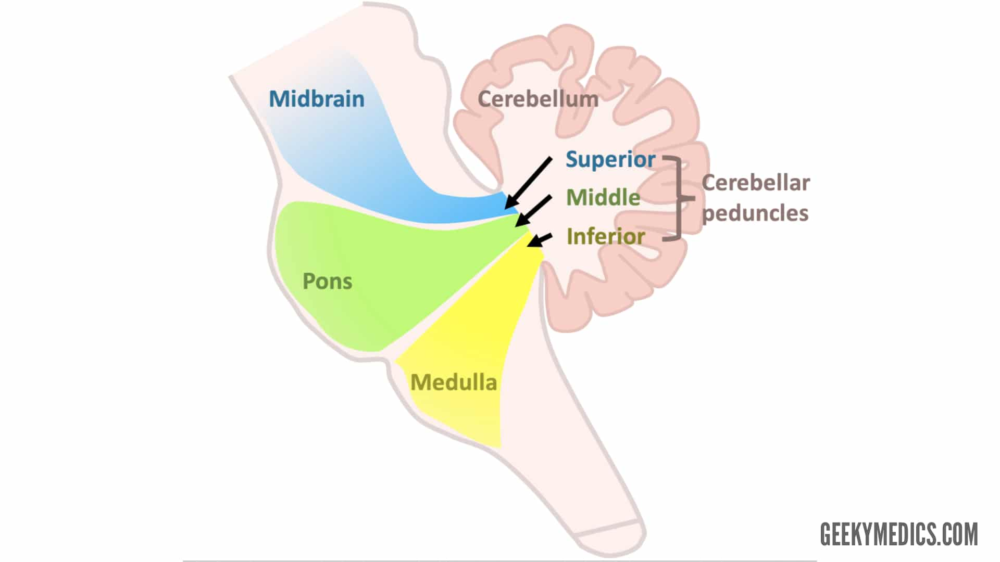 Midbrain
Cerebellum
Superior
Middle
Inferior
Cerebellar
peduncles
Pons
Medulla
GEEKYMEDICS.COM